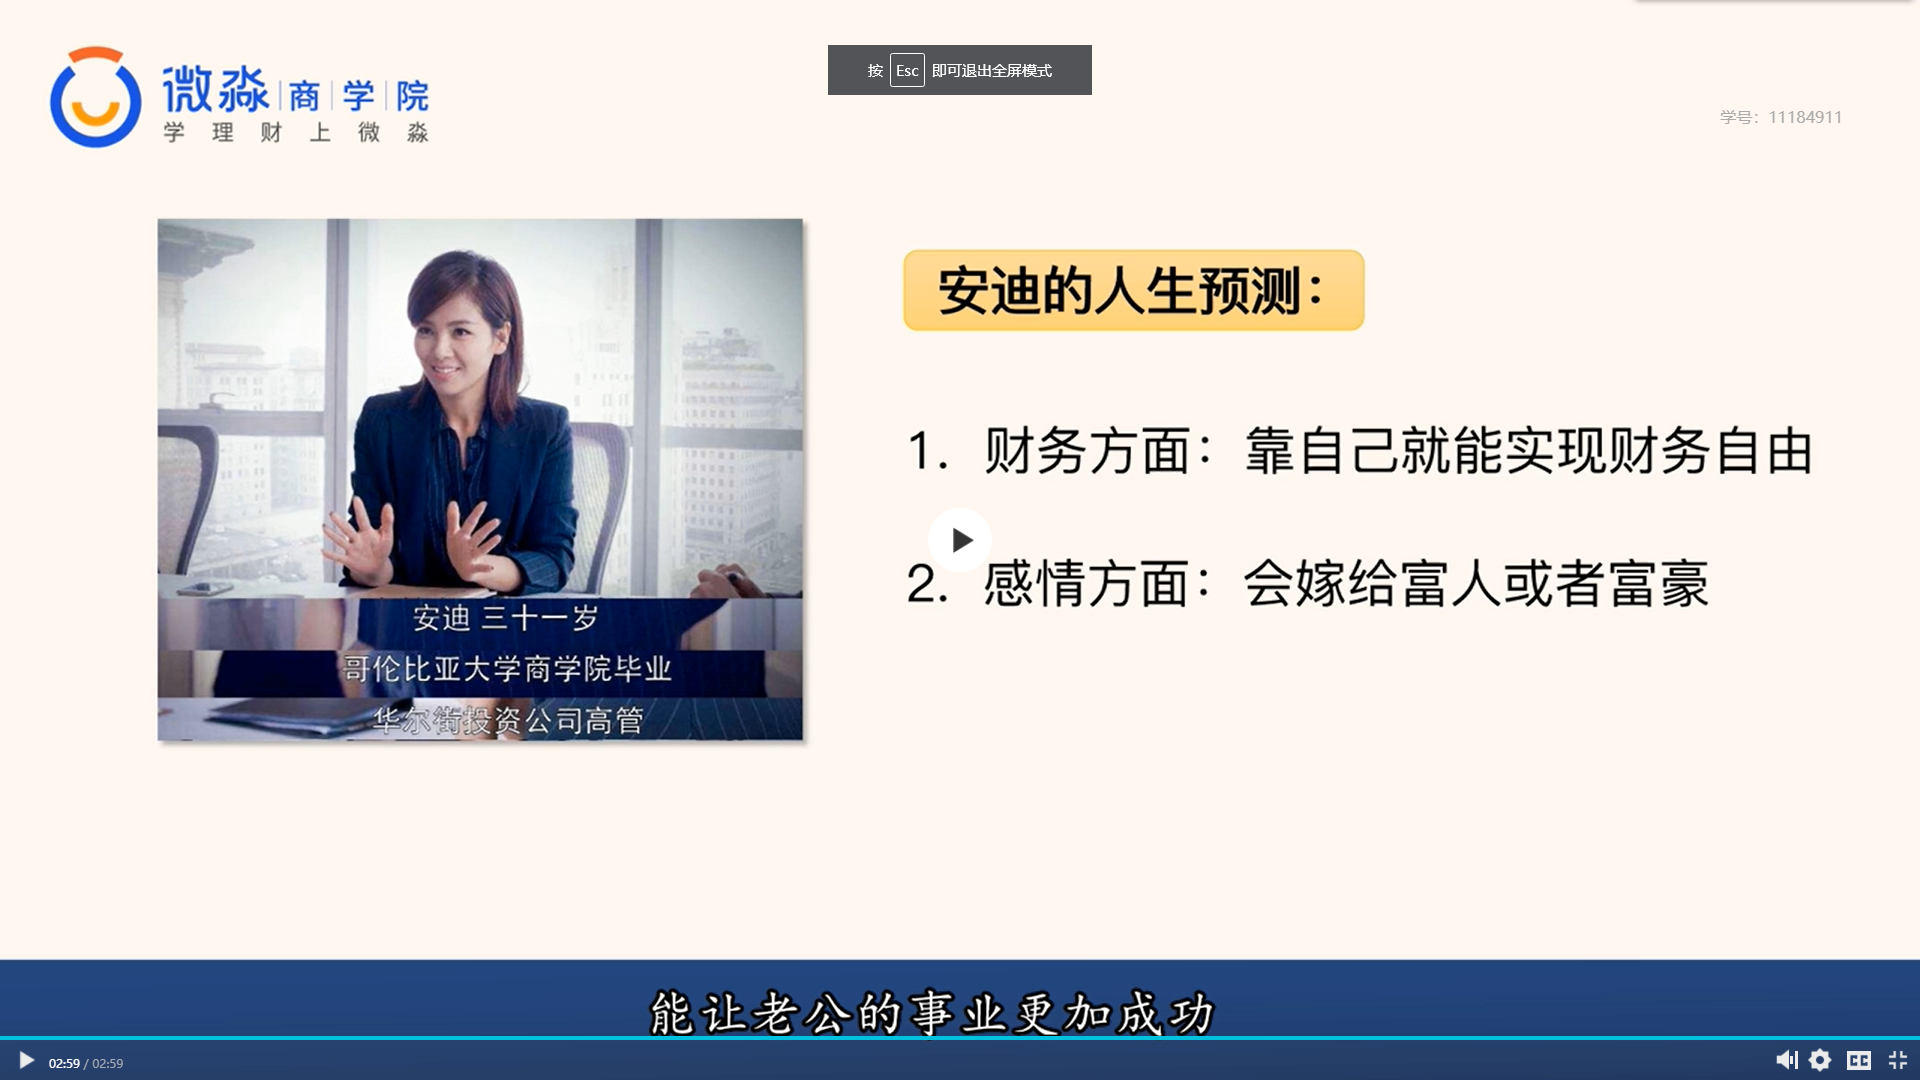 按 Esc 即可退出全屏模式
微淼 商 学 院
学理财上微淼
学号：11184911
安迪的人生预测：
1. 财务方面：靠自己就能实现财务自由
2. 感情方面：会嫁给富人或者富豪
安迪 三十一岁
哥伦比亚大学商学院毕业
华尔街投资公司高管
能让老公的事业更加成功
02:59 / 02:59
CC